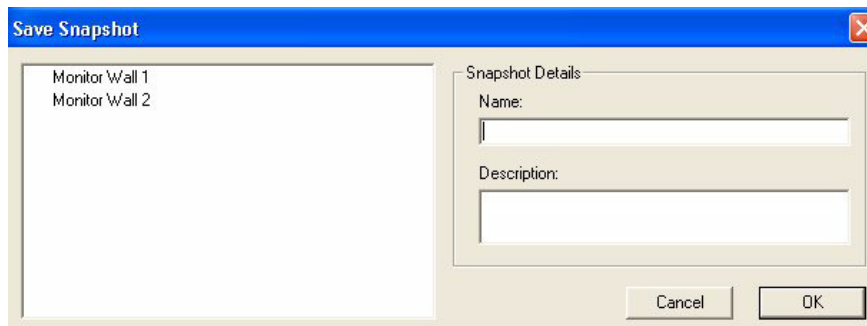 Save Snapshot
Monitor Wall 1
Monitor Wall 2
Snapshot Details
Name:
Description:
Cancel
OK